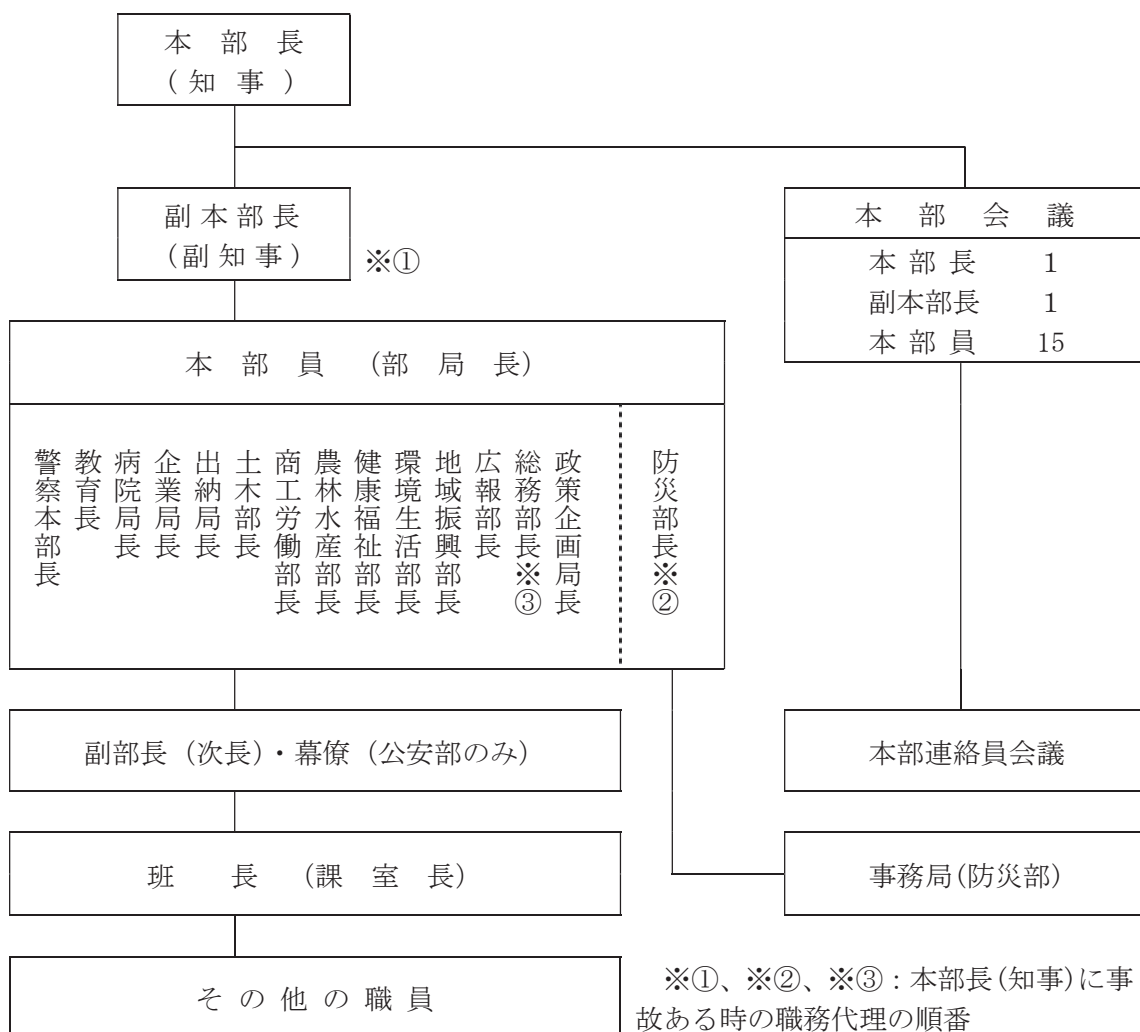 本部長
(知事)
副本部長
(副知事)
※①
本部会議
本部長 1
副本部長 1
本部員 15
本部員 (部局長)
防災部長※②
政策企画局長
総務部長※③
広報部長
地域振興部長
環境生活部長
健康福祉部長
農林水産部長
商工労働部長
土木部長
出納局長
企業局長
病院局長
教育長
警察本部長
副部長 (次長)・幕僚 (公安部のみ)
本部連絡員会議
班長 (課室長)
事務局(防災部)
その他の職員
※①、※②、※③:本部長(知事)に事
故ある時の職務代理の順番